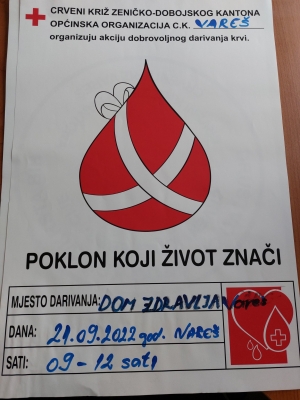 CRVENI KRIŽ ZENIČKO-DOBOJSKOG KANTONA
OPĆINSKA ORGANIZACIJA C.K. VAREŠ
organizuju akciju dobrovoljnog darivanja krvi.
POKLON KOJI ŽIVOT ZNAČI
MJESTO DARIVANJA: DOM ZDRAVLJA Vareš
DANA: 21.09.2022 god. VAREŠ
SATI: 09-12 sati